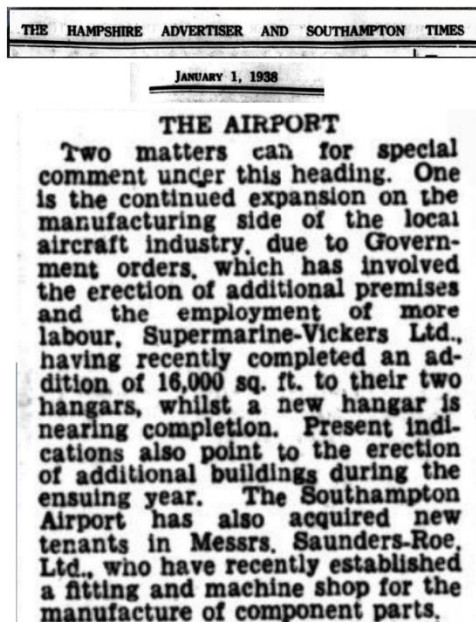 THE HAMPSHIRE ADVERTISER AND SOUTHAMPTON TIMES
JANUARY 1, 1938
THE AIRPORT
Two matters can for special
comment under this heading. One
is the continued expansion on the
manufacturing side of the local
aircraft industry, due to Govern-
ment orders, which has involved
the erection of additional premises
and the employment of more
labour, Supermarine-Vickers Ltd.,
having recently completed an ad-
dition of 16,000 sq. ft. to their two
hangars, whilst a new hangar is
nearing completion. Present indi-
cations also point to the erection
of additional buildings during the
ensuing year. The Southampton
Airport has also acquired new
tenants in Messrs. Saunders-Roe,
Ltd., who have recently established
a fitting and machine shop for the
manufacture of component parts.